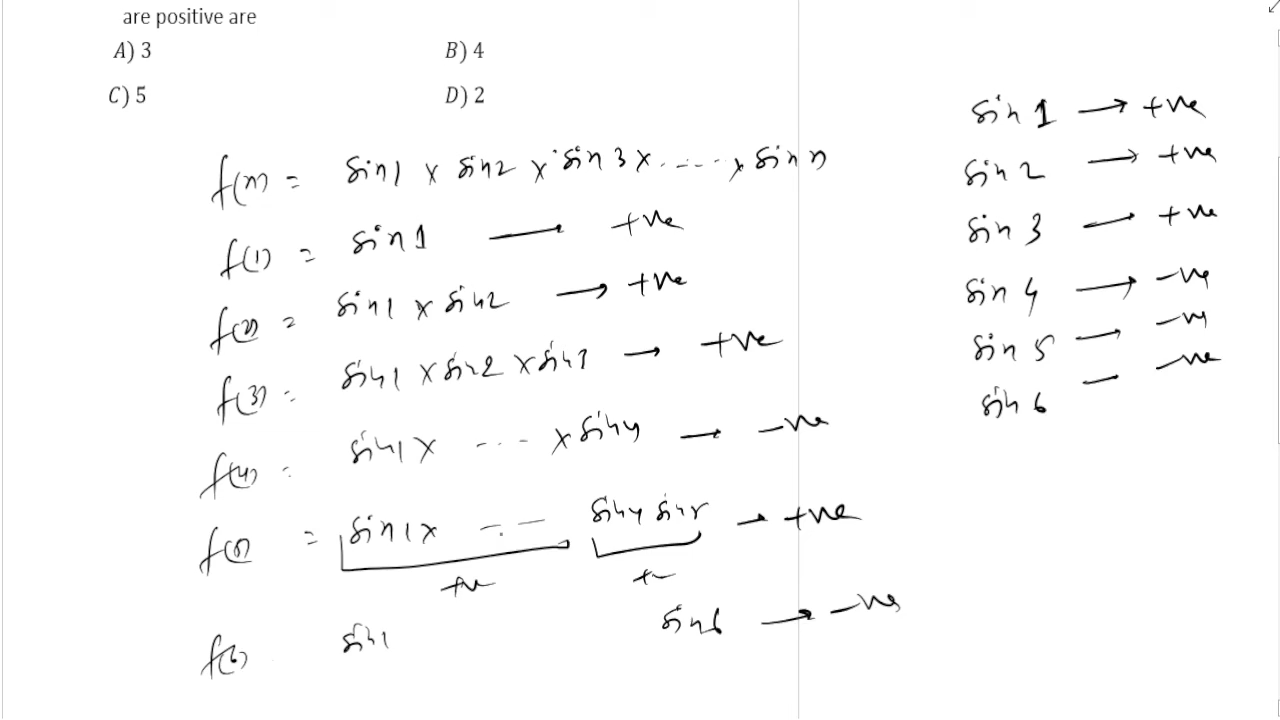 are positive are
A) 3 B) 4
C) 5 D) 2
f(n) = sin1 x sin2 x sin3 x ..... x sin n
f(1) = sin1 → +ve
f(2) = sin1 x sin2 → +ve
f(3) = sin1 x sin2 x sin3 → +ve
f(4) = sin1 x ... x sin4 → -ve
f(5) = sin1 x ... sin4 sin5 → +ve
+ve +ve
f(6) sin1 sin6 → -ve
sin 1 → +ve
sin 2 → +ve
sin 3 → +ve
sin 4 → -ve
sin 5 → -ve
sin 6 - -ve